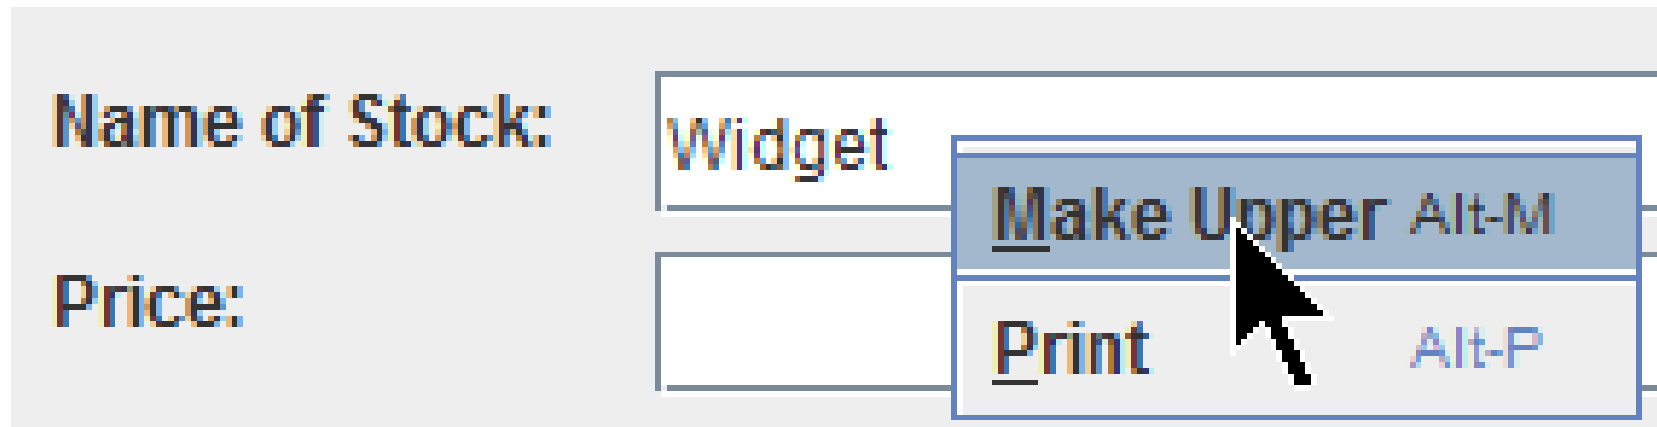 Name of Stock: Widget
Make Upper Alt-M
Price:
Print Alt-P